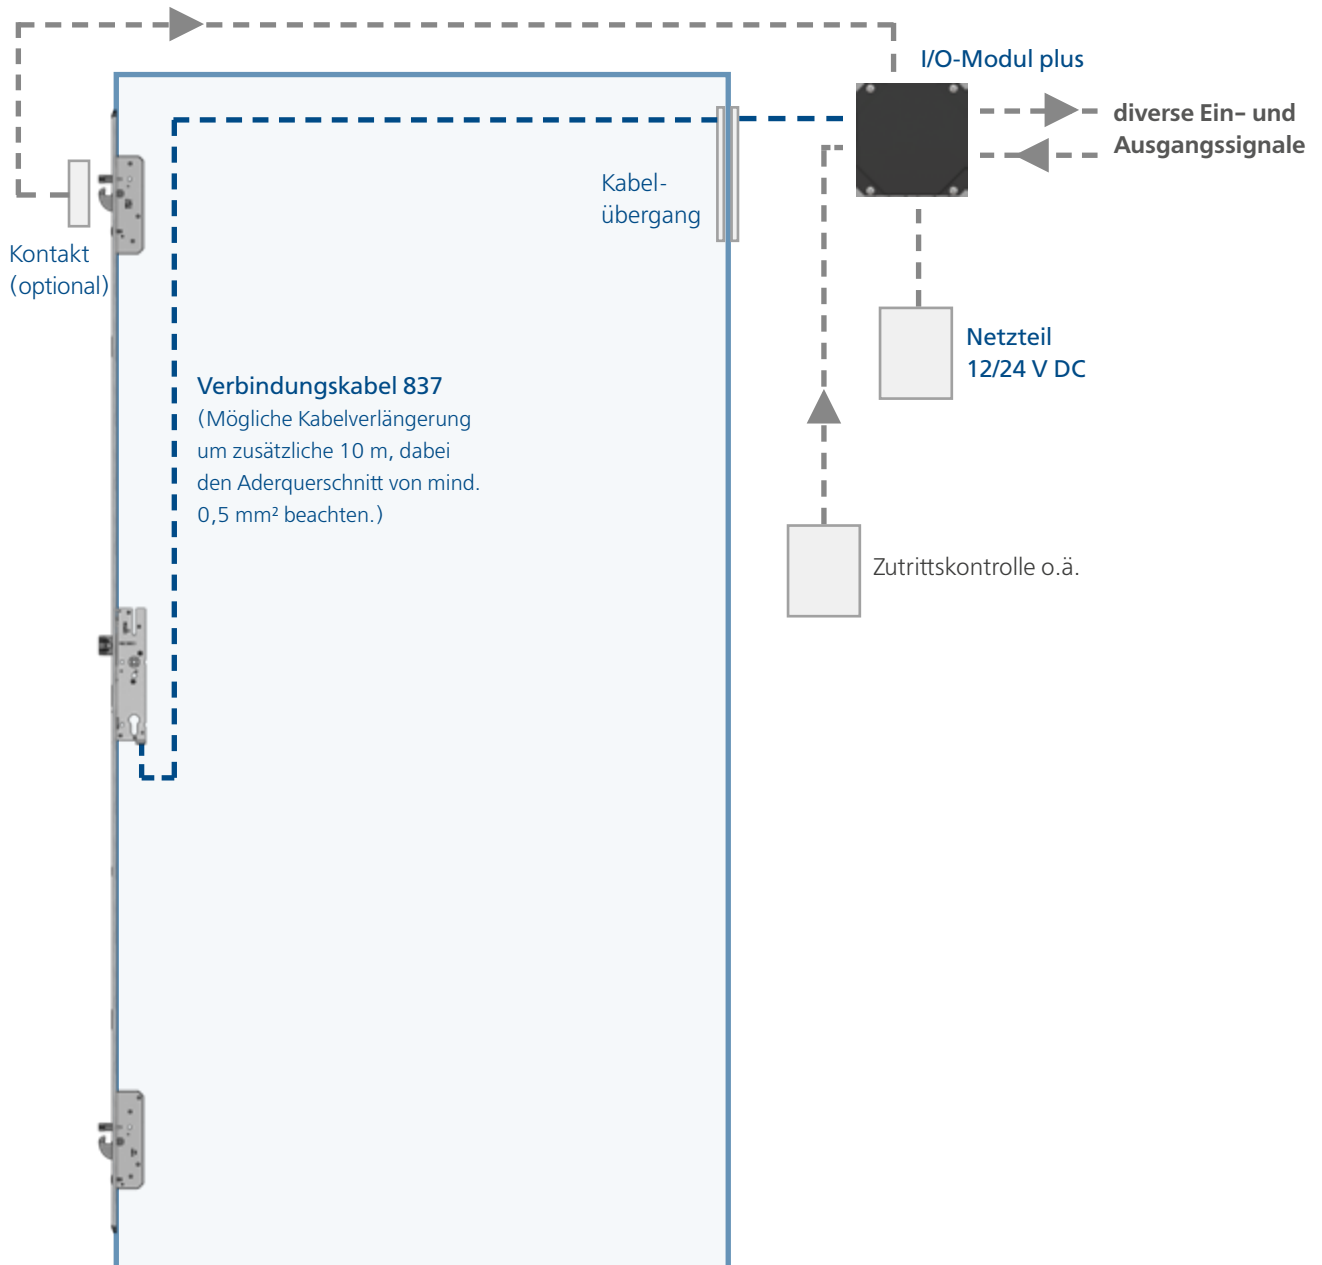 I/O-Modul plus
diverse Ein– und
Ausgangssignale
Kabel-
übergang
Kontakt
(optional)
Netzteil
12/24 V DC
Verbindungskabel 837
(Mögliche Kabelverlängerung
um zusätzliche 10 m, dabei
den Aderquerschnitt von mind.
0,5 mm² beachten.)
Zutrittskontrolle o.ä.